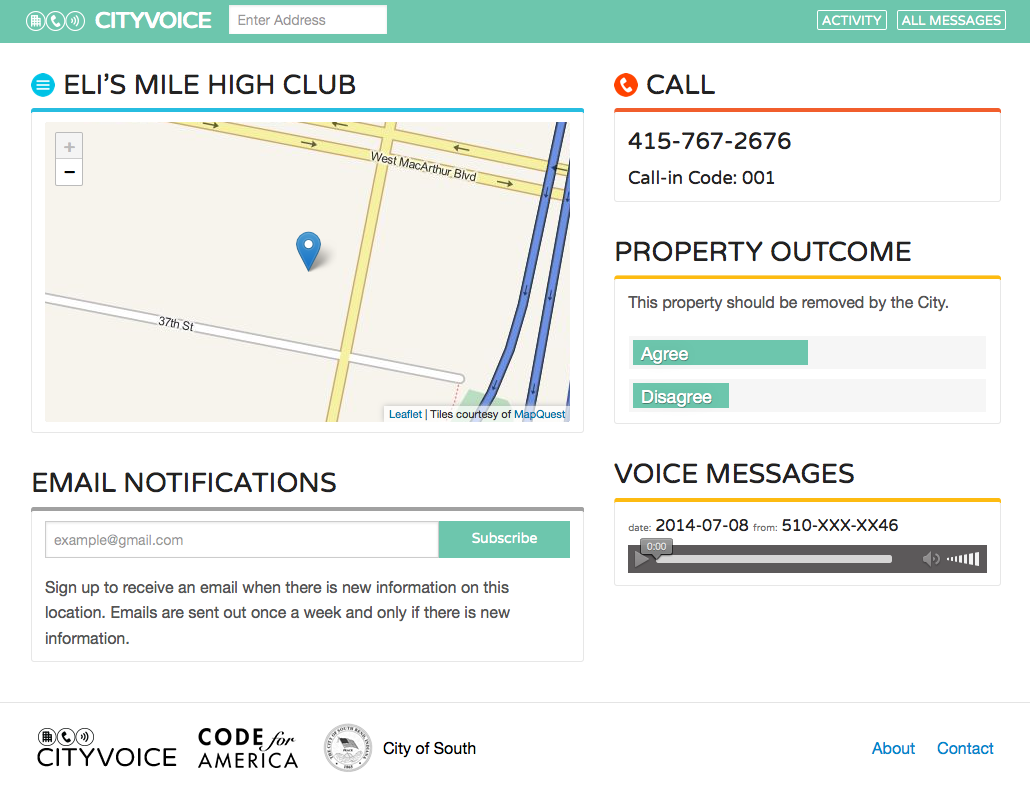 CITYVOICE
Enter Address
ACTIVITY
ALL MESSAGES
ELI'S MILE HIGH CLUB
+
−
West MacArthur Blvd
37th St
Leaflet | Tiles courtesy of MapQuest
CALL
415-767-2676
Call-in Code: 001
PROPERTY OUTCOME
This property should be removed by the City.
Agree
Disagree
EMAIL NOTIFICATIONS
example@gmail.com
Subscribe
Sign up to receive an email when there is new information on this
location. Emails are sent out once a week and only if there is new
information.
VOICE MESSAGES
date: 2014-07-08 from: 510-XXX-XX46
0:00
CITYVOICE
CODE for
AMERICA
City of South
About
Contact